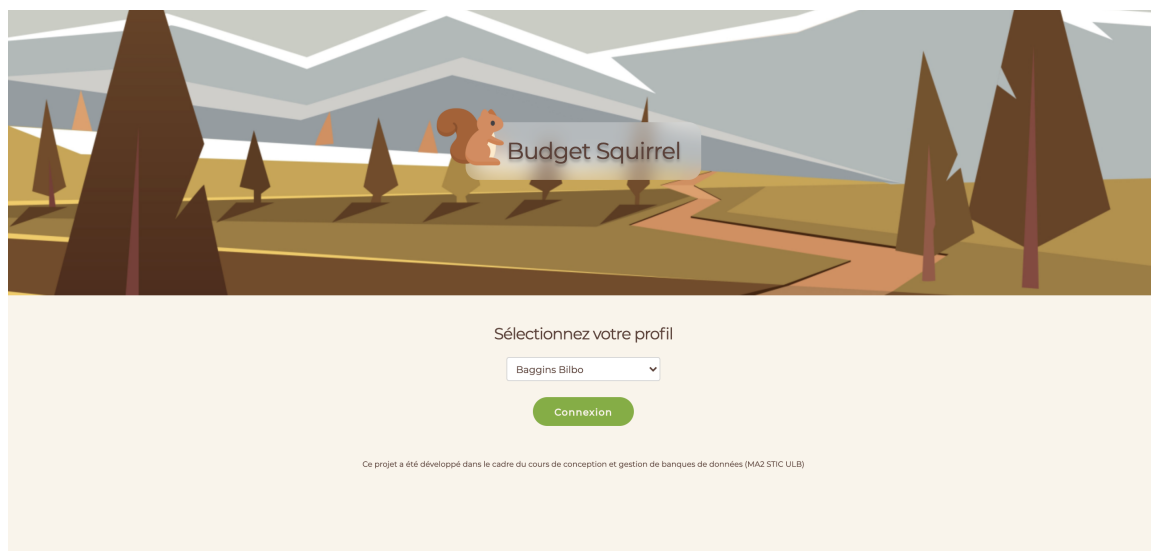 Budget Squirrel
Sélectionnez votre profil
Baggins Bilbo
Connexion
Ce projet a été développé dans le cadre du cours de conception et gestion de banques de données (MA2 STIC ULB)